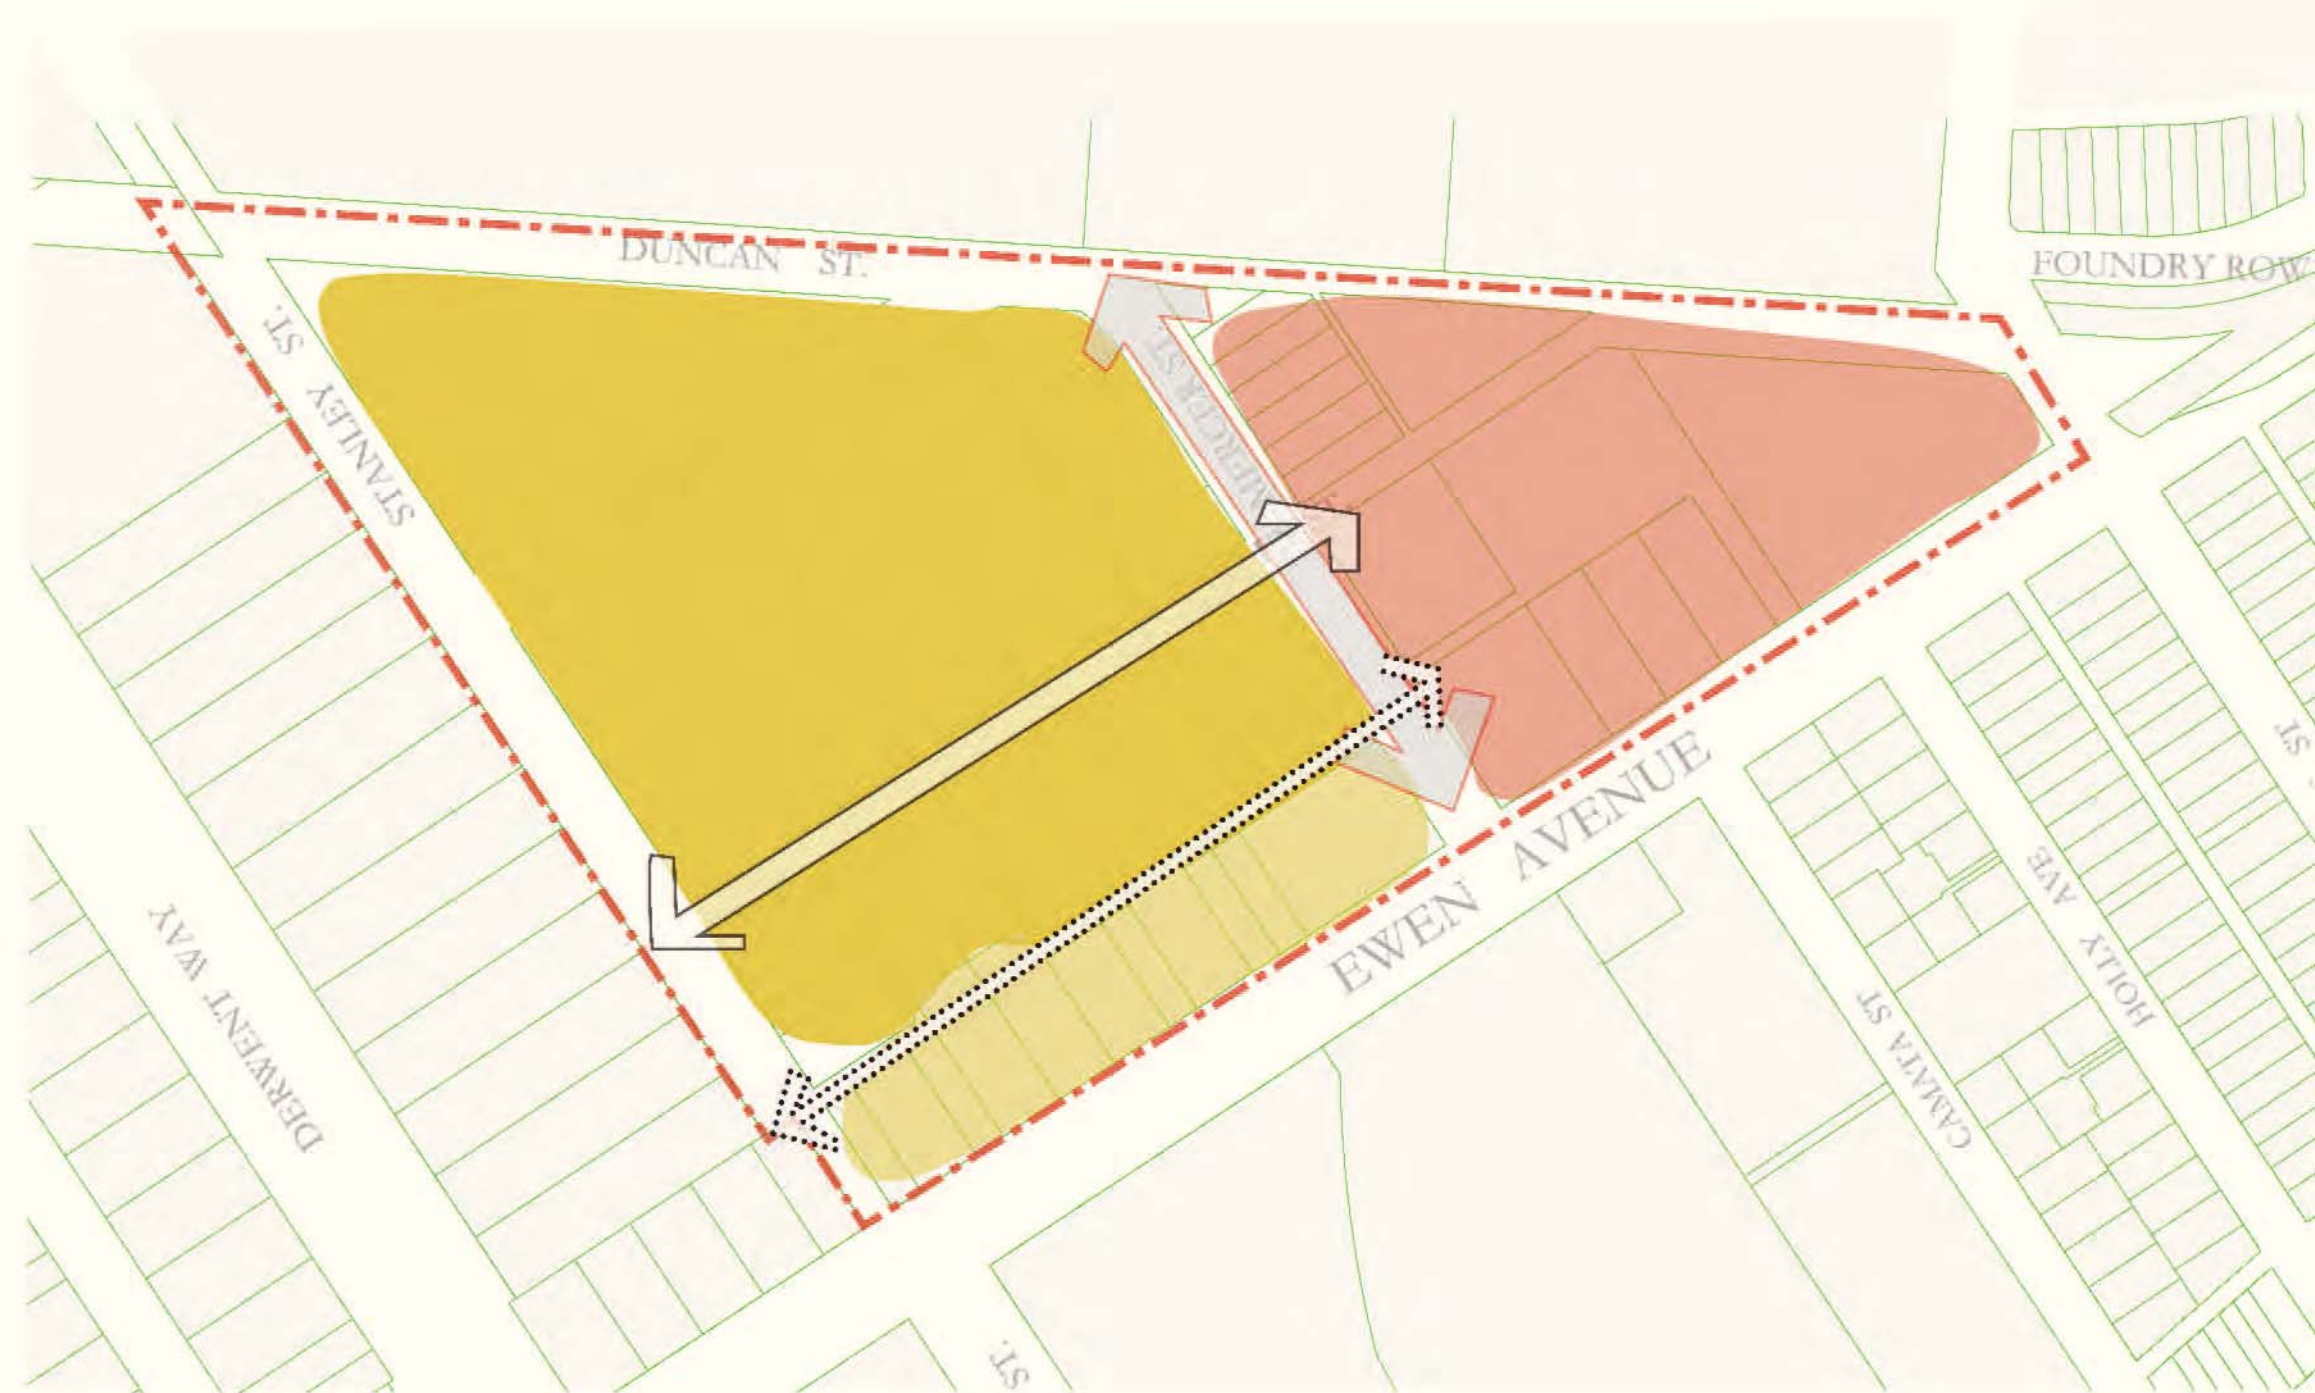 DUNCAN ST.
FOUNDRY ROW
STANLEY ST.
EWEN AVENUE
ST
HOLLY AVE
CAMATA ST
DERWENT WAY
ST.